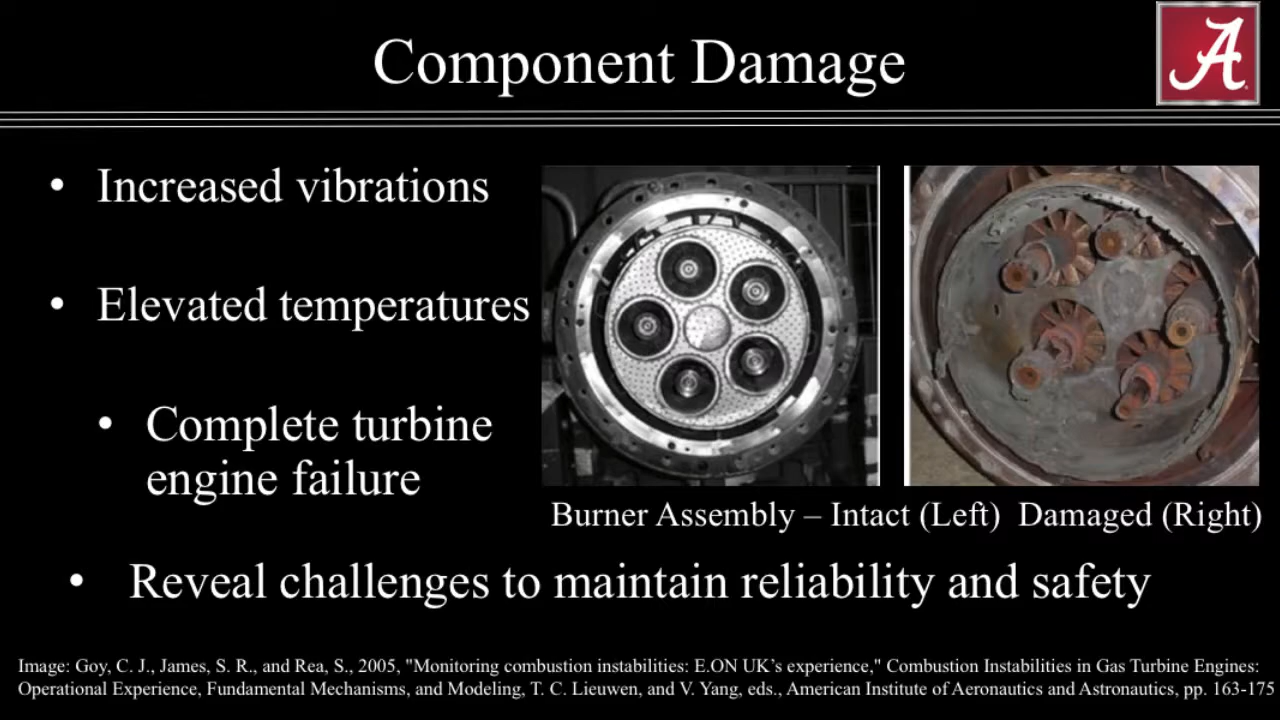 Component Damage
A
• Increased vibrations
• Elevated temperatures
• Complete turbine
engine failure
Burner Assembly – Intact (Left) Damaged (Right)
• Reveal challenges to maintain reliability and safety
Image: Goy, C. J., James, S. R., and Rea, S., 2005, "Monitoring combustion instabilities: E.ON UK's experience," Combustion Instabilities in Gas Turbine Engines:
Operational Experience, Fundamental Mechanisms, and Modeling, T. C. Lieuwen, and V. Yang, eds., American Institute of Aeronautics and Astronautics, pp. 163-175